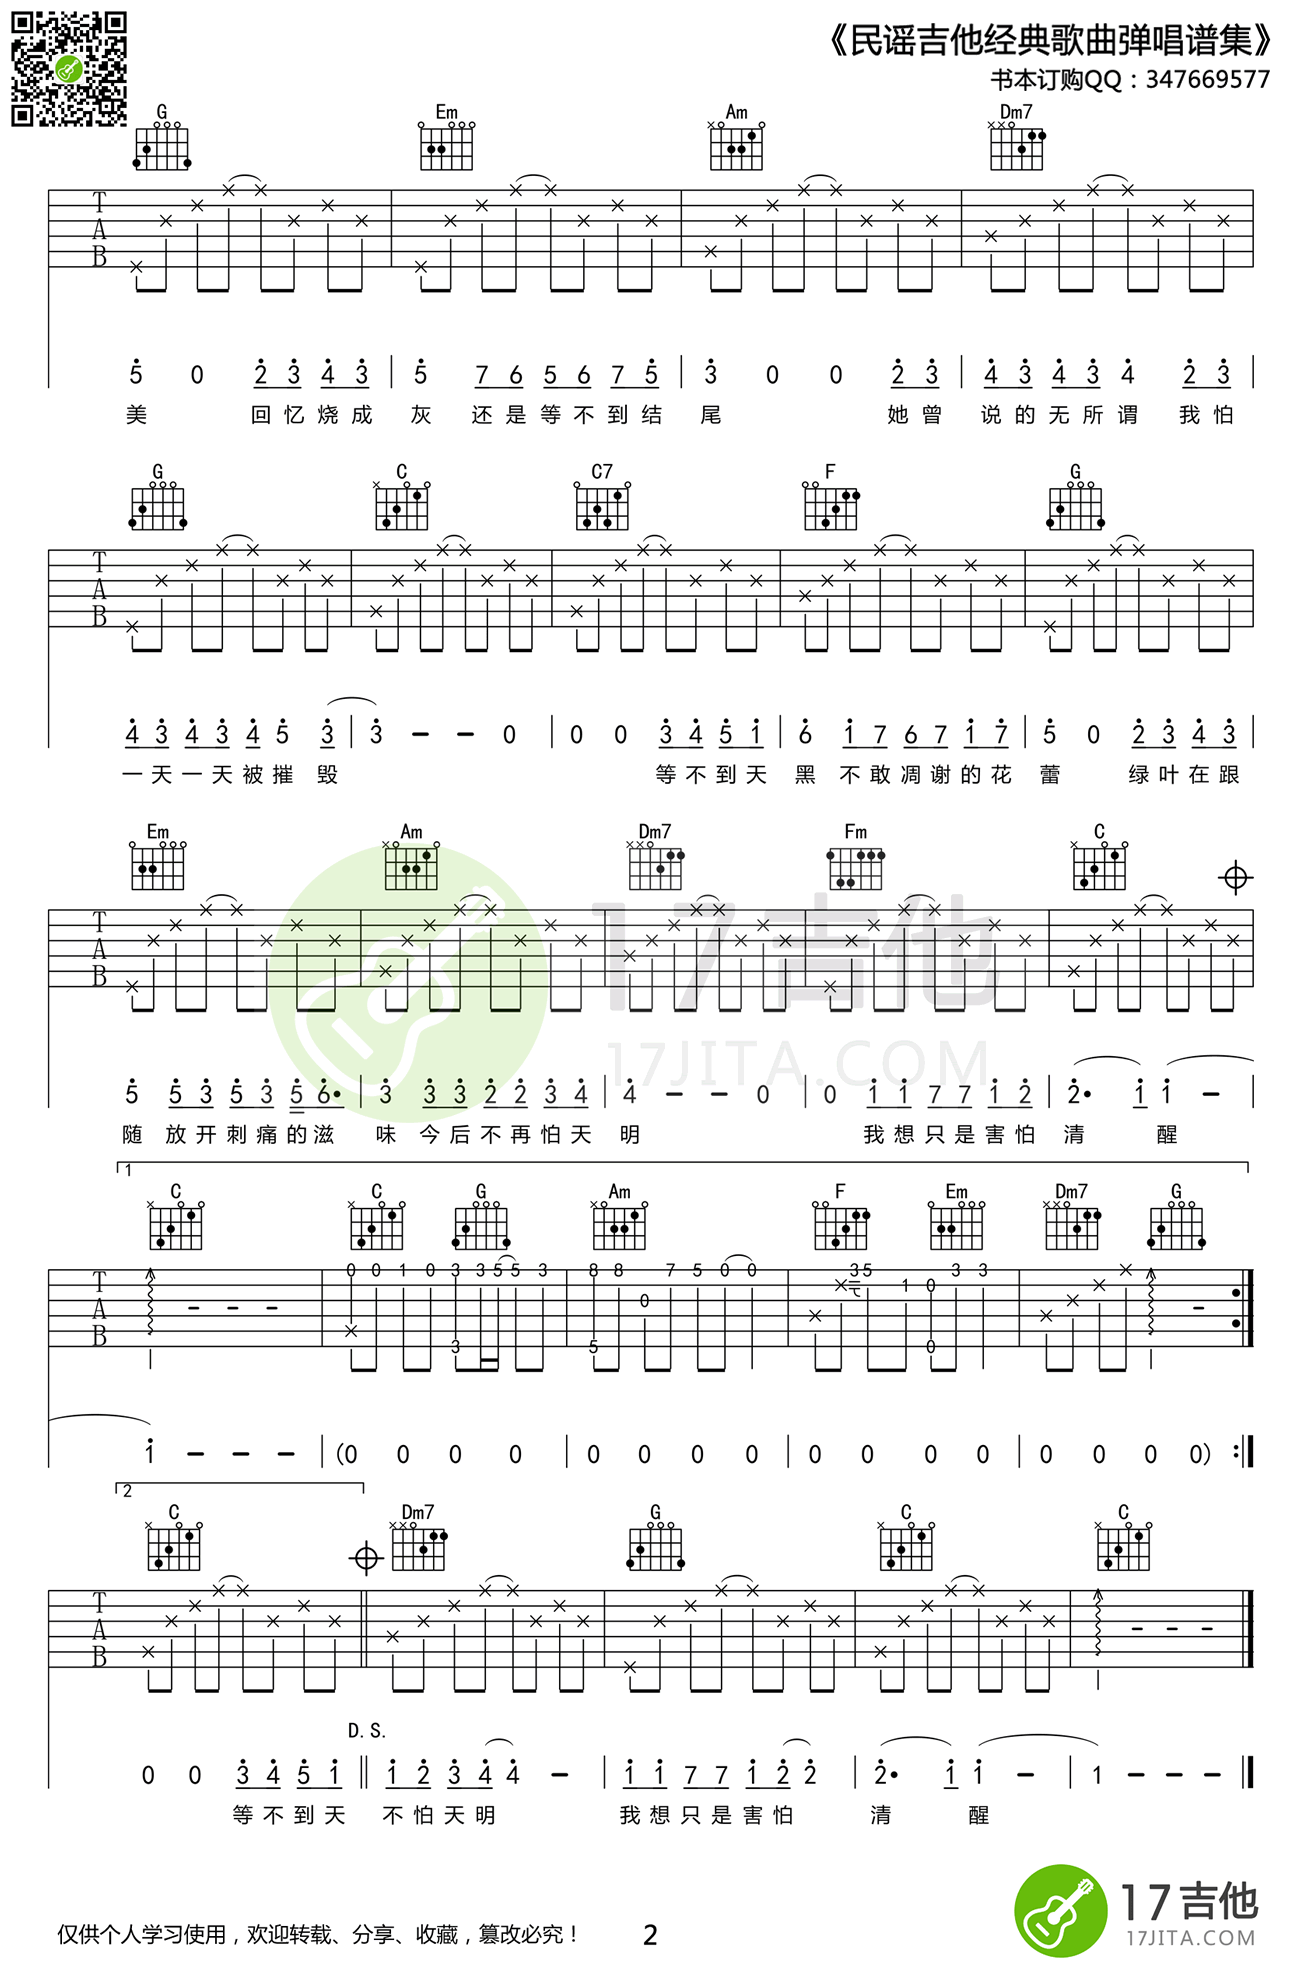 《民谣吉他经典歌曲弹唱谱集》
书本订购QQ：347669577
G Em Am Dm7
T
A
B
5 0 2 3 4 3 5 7 6 5 6 7 5 3 0 0 2 3 4 3 4 3 4 2 3
美 回忆烧成 灰 还是等不到结 尾 她曾 说的无所谓 我怕
G C C7 F G
T
A
B
4 3 4 3 4 5 3 3 - - 0 0 0 3 4 5 1 6 1 7 6 7 1 7 5 0 2 3 4 3
一天一天被摧 毁 等不到天 黑 不敢凋谢的花 蕾 绿叶在跟
Em Am Dm7 Fm C
T
A
B
5 5 3 5 3 5 6· 3 3 3 2 2 3 4 4 - - 0 0 1 1 7 7 1 2 2· 1 1 -
随 放开刺痛的滋 味 今后不再怕天 明 我想只是害怕 清 醒
17吉他
17JITA.COM
1
C C G Am F Em Dm7 G
T
A
B
0 0 1 0 3 3 5 5 3 8 8 7 5 0 0 3 5 1 0 3 3
0
3 5 0
1 - - - (0 0 0 0 0 0 0 0 0 0 0 0 0 0 0 0)
2
C Dm7 G C C
T
A
B
D.S.
0 0 3 4 5 1 1 2 3 4 4 - 1 1 7 7 1 2 2 2· 1 1 - 1 - - -
等不到天 不怕天明 我想只是害怕 清 醒
仅供个人学习使用，欢迎转载、分享、收藏，篡改必究！
2
17吉他
17JITA.COM